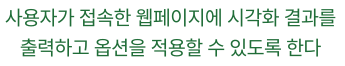 사용자가 접속한 웹페이지에 시각화 결과를
출력하고 옵션을 적용할 수 있도록 한다